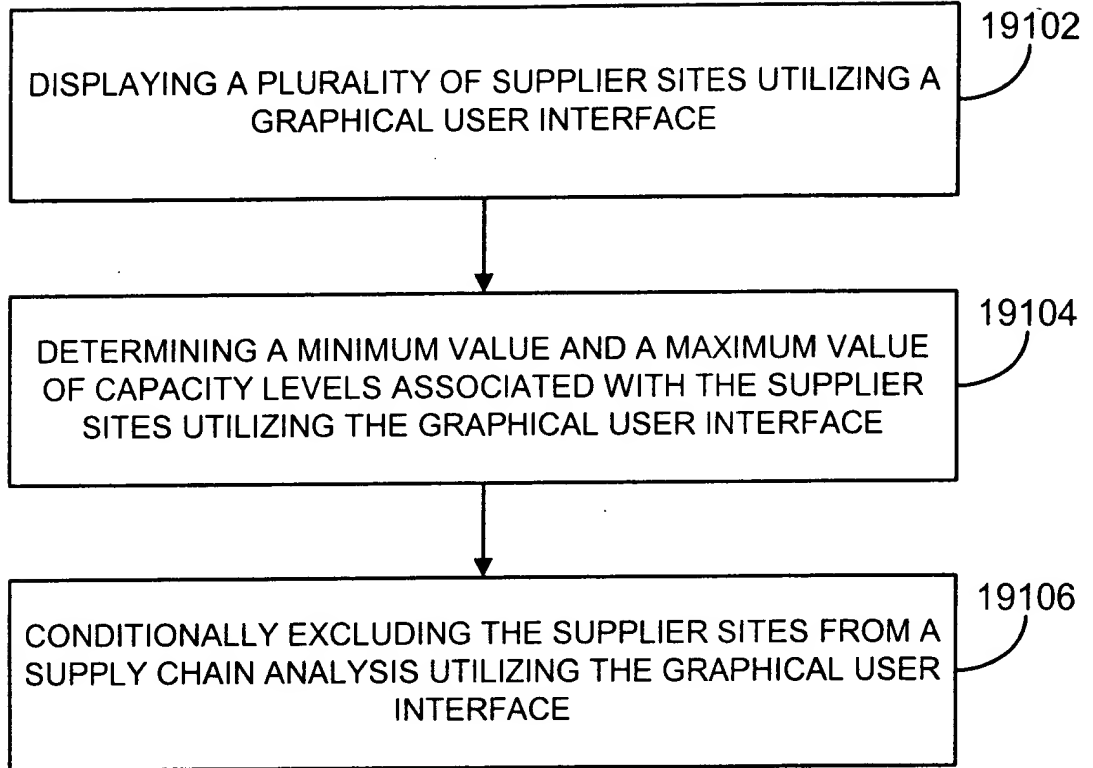 19102
DISPLAYING A PLURALITY OF SUPPLIER SITES UTILIZING A
GRAPHICAL USER INTERFACE
19104
DETERMINING A MINIMUM VALUE AND A MAXIMUM VALUE
OF CAPACITY LEVELS ASSOCIATED WITH THE SUPPLIER
SITES UTILIZING THE GRAPHICAL USER INTERFACE
19106
CONDITIONALLY EXCLUDING THE SUPPLIER SITES FROM A
SUPPLY CHAIN ANALYSIS UTILIZING THE GRAPHICAL USER
INTERFACE